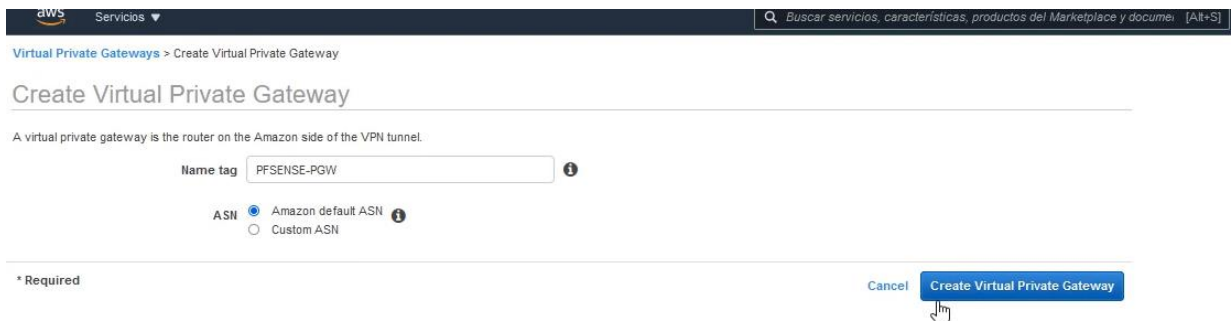 aws Servicios ▼ Buscar servicios, características, productos del Marketplace y documei [Alt+S]
Virtual Private Gateways > Create Virtual Private Gateway
Create Virtual Private Gateway
A virtual private gateway is the router on the Amazon side of the VPN tunnel.
Name tag PFSENSE-PGW
ASN Amazon default ASN
Custom ASN
* Required Cancel Create Virtual Private Gateway